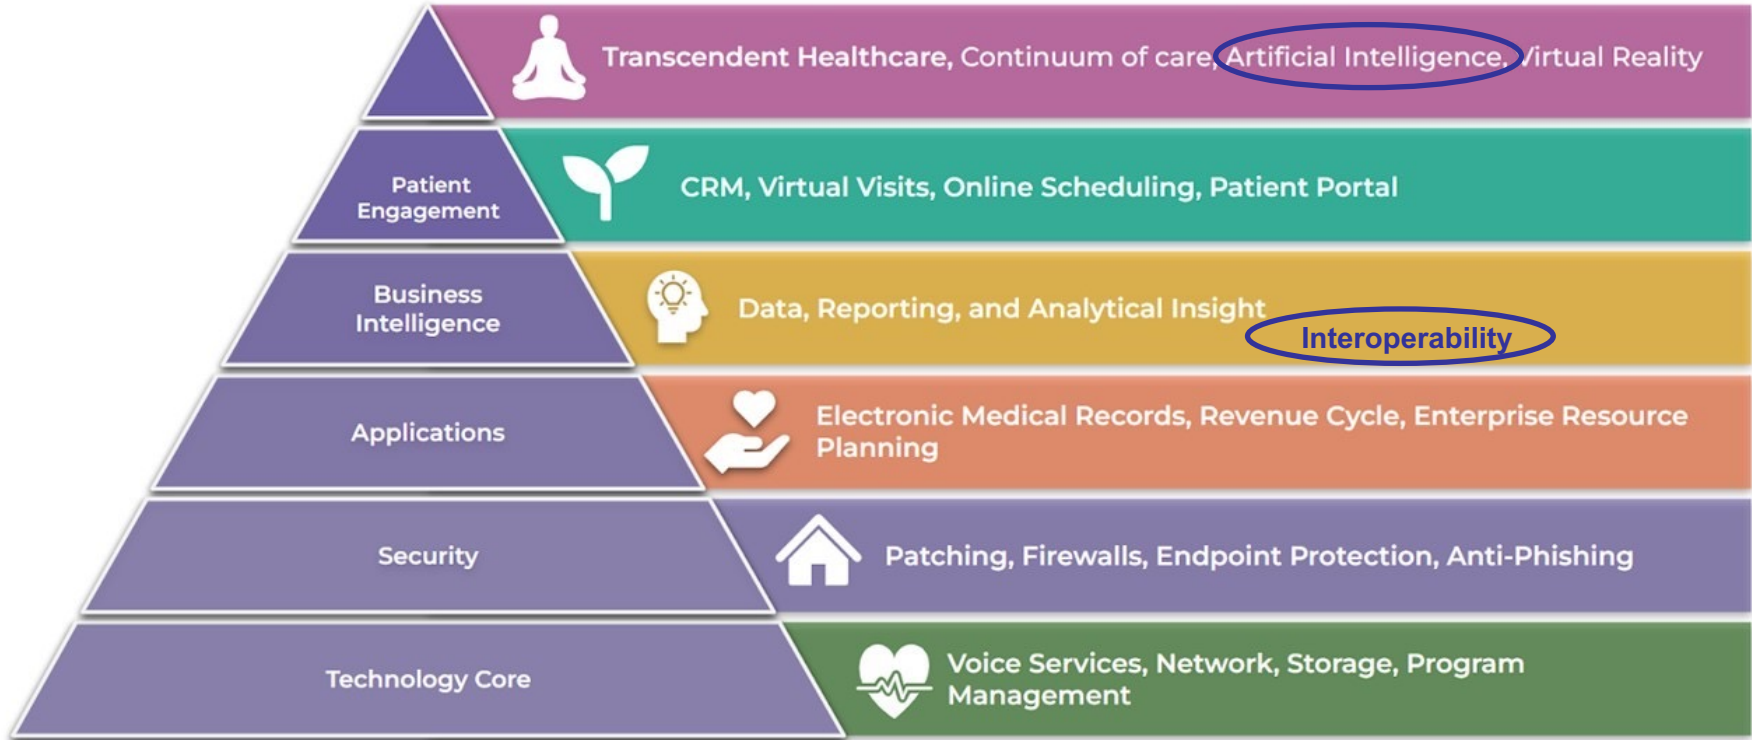 Transcendent Healthcare, Continuum of care, Artificial Intelligence, Virtual Reality
Patient
Engagement
CRM, Virtual Visits, Online Scheduling, Patient Portal
Business
Intelligence
Data, Reporting, and Analytical Insight
Interoperability
Applications
Electronic Medical Records, Revenue Cycle, Enterprise Resource
Planning
Security
Patching, Firewalls, Endpoint Protection, Anti-Phishing
Technology Core
Voice Services, Network, Storage, Program
Management